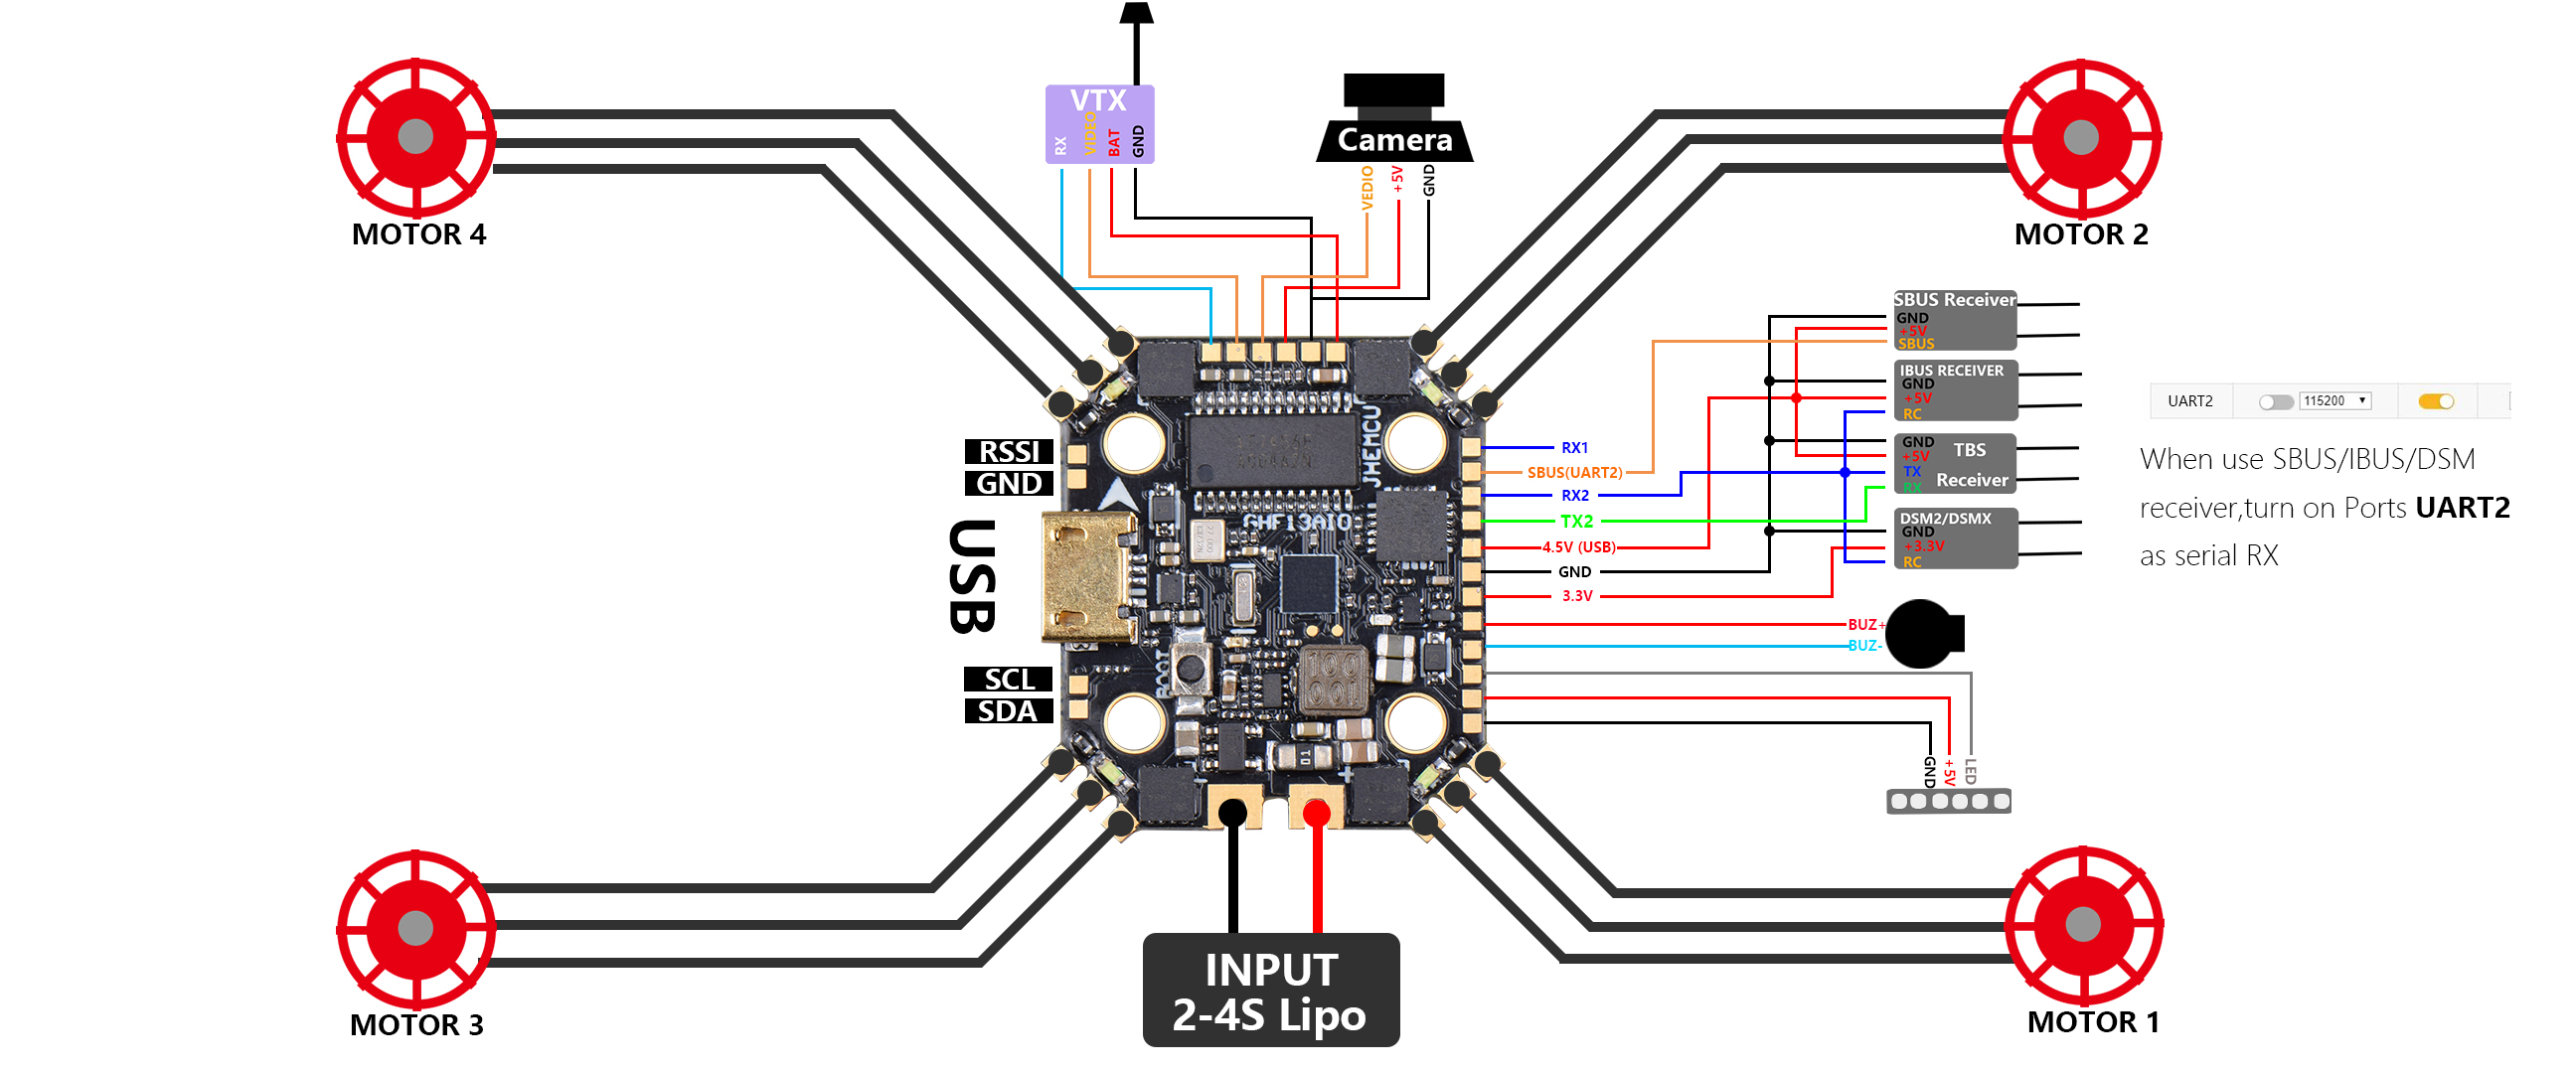 VTX
RX
VIDEO
BAT
GND
Camera
VEDIO
+5V
GND
MOTOR 4
MOTOR 2
SBUS Receiver
GND
+5V
SBUS
IBUS RECEIVER
GND
+5V
RC
GND
+5V
TX
RX
TBS
Receiver
DSM2/DSMX
GND
+3.3V
RC
UART2
115200
When use SBUS/IBUS/DSM
receiver,turn on Ports UART2
as serial RX
RSSI
GND
USB
SCL
SDA
JHEMCU
GHF13AIO
BOOT
100
001
RX1
SBUS(UART2)
RX2
TX2
4.5V (USB)
GND
3.3V
BUZ+
BUZ-
GND
+5V
LED
INPUT
2-4S Lipo
MOTOR 3
MOTOR 1